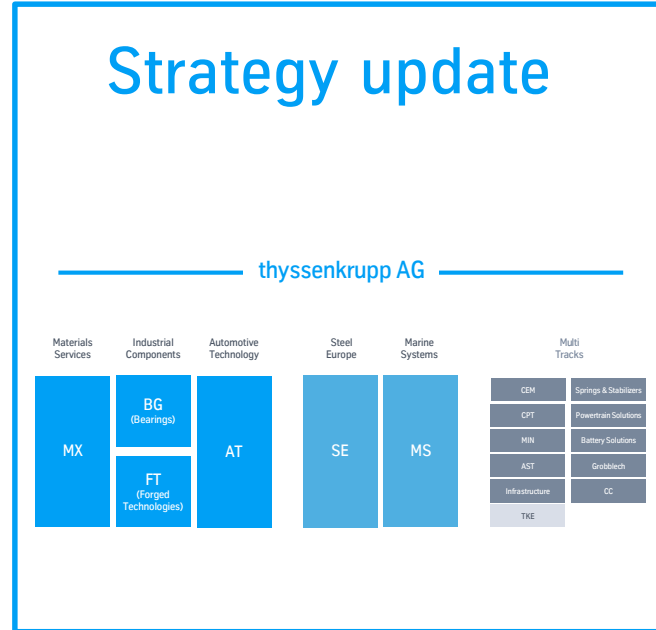 Strategy update
thyssenkrupp AG
Materials
Services
Industrial
Components
Automotive
Technology
Steel
Europe
Marine
Systems
Multi
Tracks
MX
BG
(Bearings)
FT
(Forged
Technologies)
AT
SE
MS
CEM
Springs & Stabilizers
CPT
Powertrain Solutions
MIN
Battery Solutions
AST
Grobblech
Infrastructure
CC
TKE